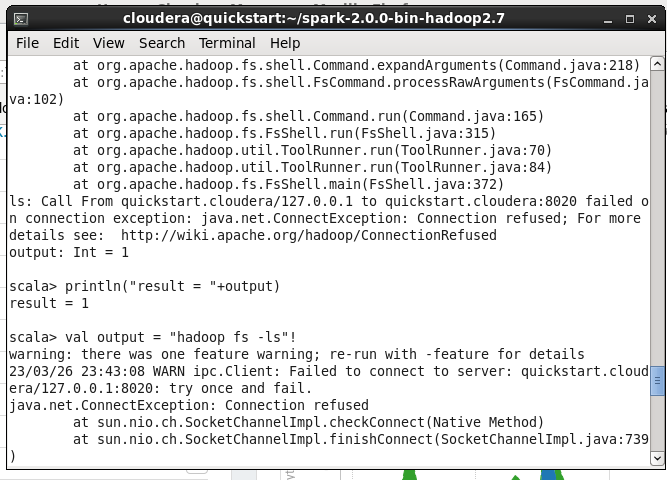 cloudera@quickstart:~/spark-2.0.0-bin-hadoop2.7
File Edit View Search Terminal Help
at org.apache.hadoop.fs.shell.Command.expandArguments(Command.java:218)
at org.apache.hadoop.fs.shell.FsCommand.processRawArguments(FsCommand.ja
va:102)
at org.apache.hadoop.fs.shell.Command.run(Command.java:165)
at org.apache.hadoop.fs.FsShell.run(FsShell.java:315)
at org.apache.hadoop.util.ToolRunner.run(ToolRunner.java:70)
at org.apache.hadoop.util.ToolRunner.run(ToolRunner.java:84)
at org.apache.hadoop.fs.FsShell.main(FsShell.java:372)
ls: Call From quickstart.cloudera/127.0.0.1 to quickstart.cloudera:8020 failed o
n connection exception: java.net.ConnectException: Connection refused; For more
details see:  http://wiki.apache.org/hadoop/ConnectionRefused
output: Int = 1
scala> println("result = "+output)
result = 1
scala> val output = "hadoop fs -ls"!
warning: there was one feature warning; re-run with -feature for details
23/03/26 23:43:08 WARN ipc.Client: Failed to connect to server: quickstart.cloud
era/127.0.0.1:8020: try once and fail.
java.net.ConnectException: Connection refused
at sun.nio.ch.SocketChannelImpl.checkConnect(Native Method)
at sun.nio.ch.SocketChannelImpl.finishConnect(SocketChannelImpl.java:739
)